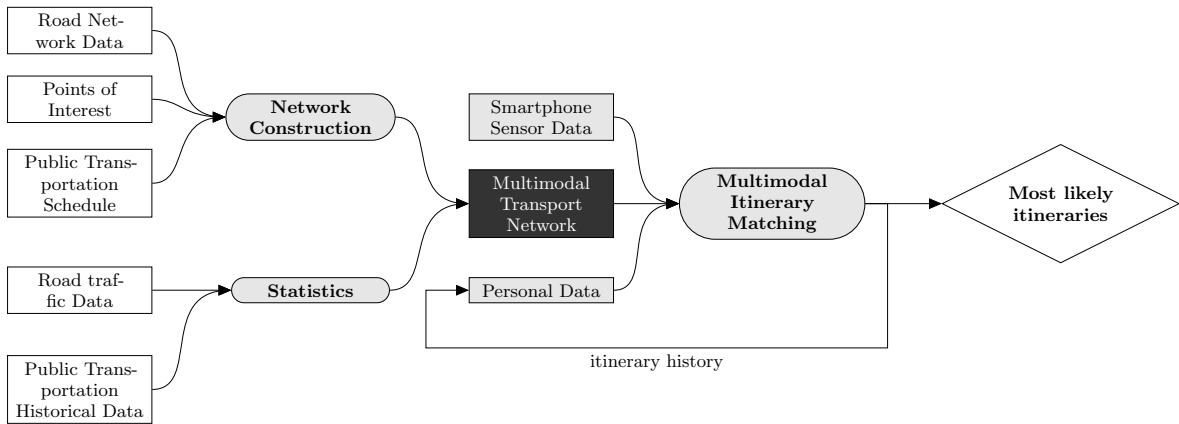 Road Net-
work Data
Points of
Interest
Public Trans-
portation
Schedule
Road traf-
fic Data
Public Trans-
portation
Historical Data
Network
Construction
Statistics
Smartphone
Sensor Data
Multimodal
Transport
Network
Personal Data
Multimodal
Itinerary
Matching
itinerary history
Most likely
itineraries